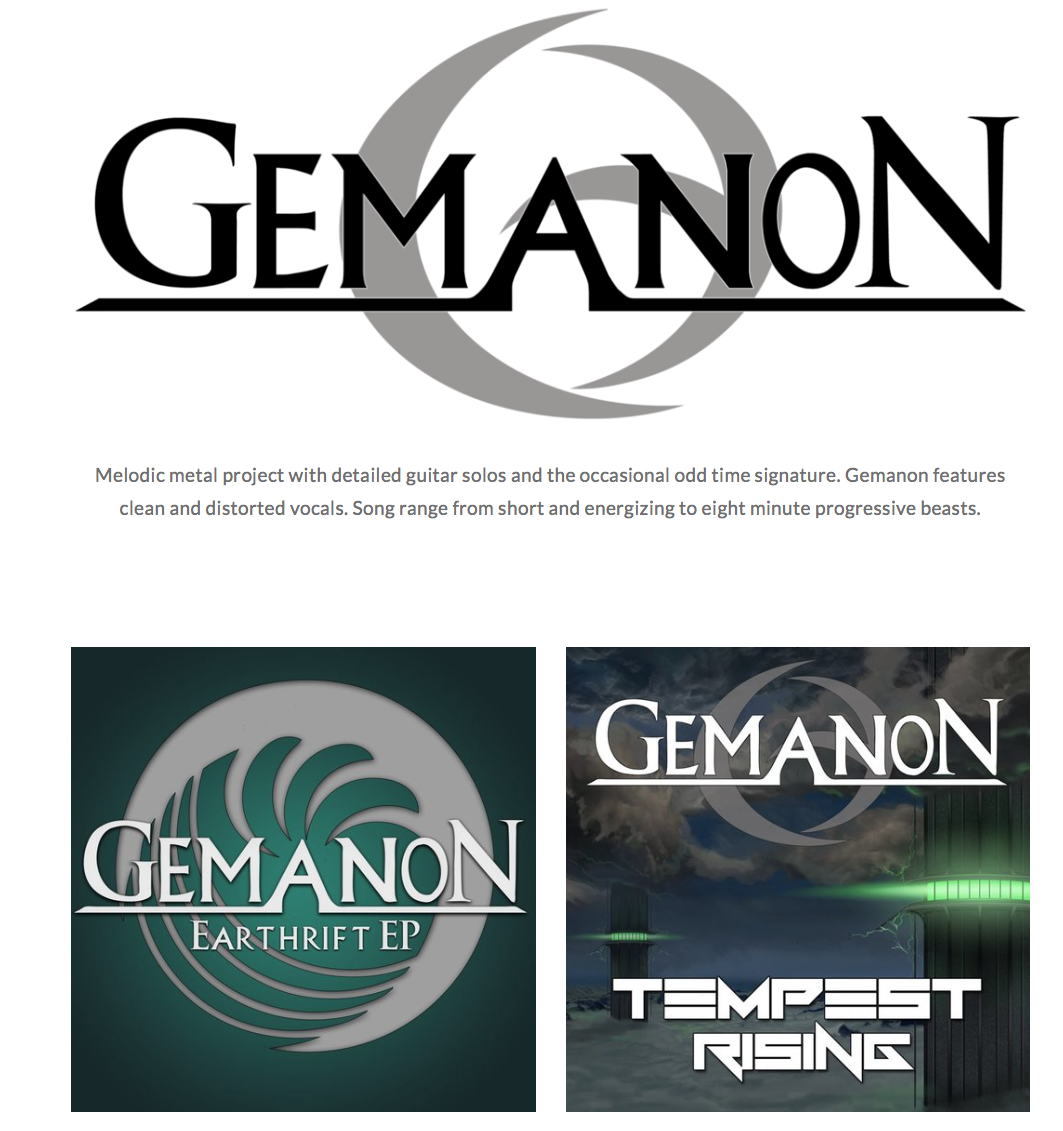 GEMANON
Melodic metal project with detailed guitar solos and the occasional odd time signature. Gemanon features
clean and distorted vocals. Song range from short and energizing to eight minute progressive beasts.
GEMANON
EARTHRIFT EP
GEMANON
TEMPEST
RISING